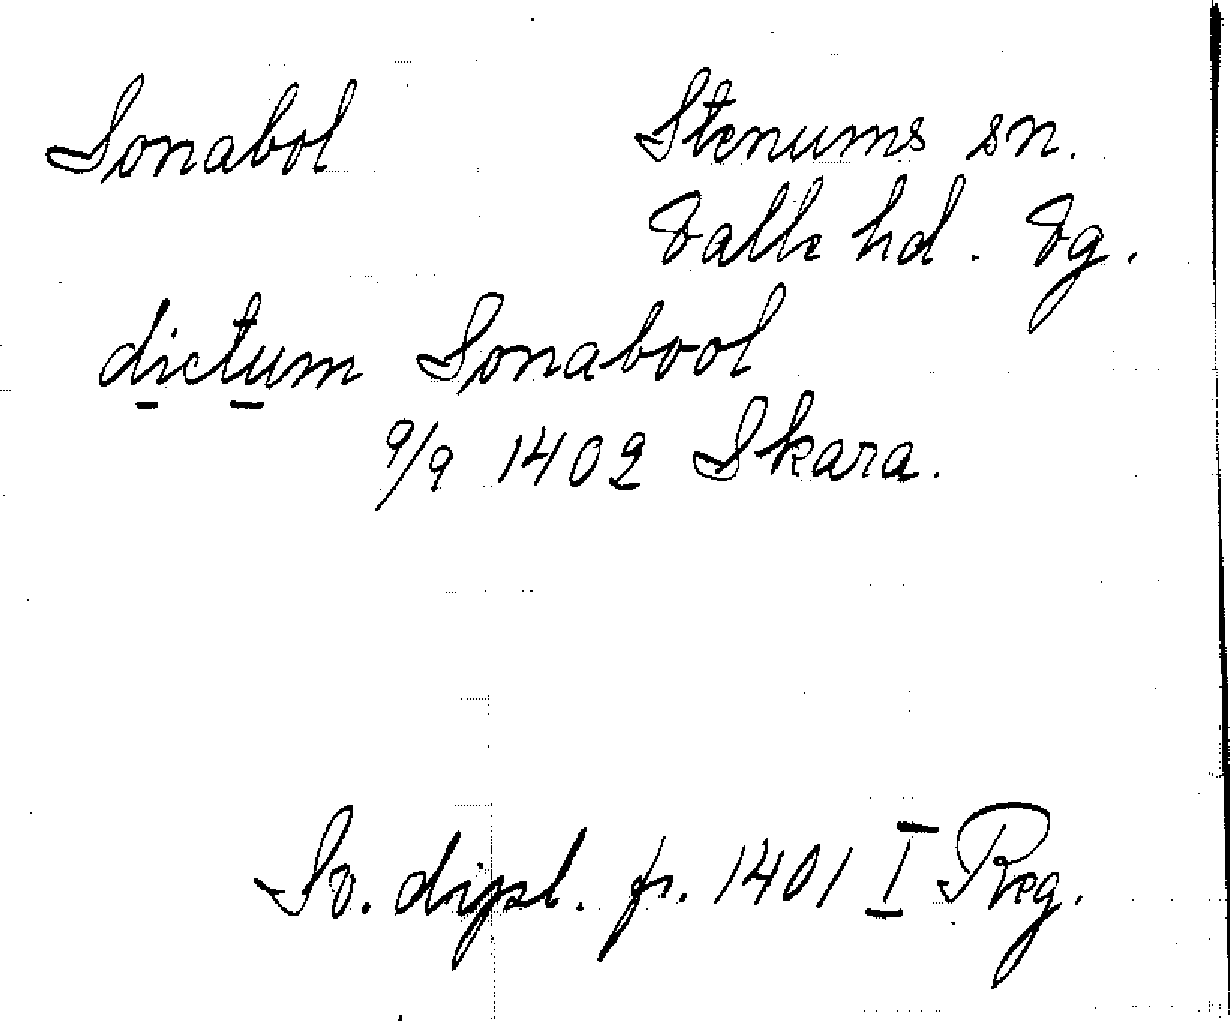 Sonabol Stenums sn.
Valle hd. Vg.
dictum Sonabool
9/9 1402 Skara.
Sv. dipl. fr. 1401 I Reg.